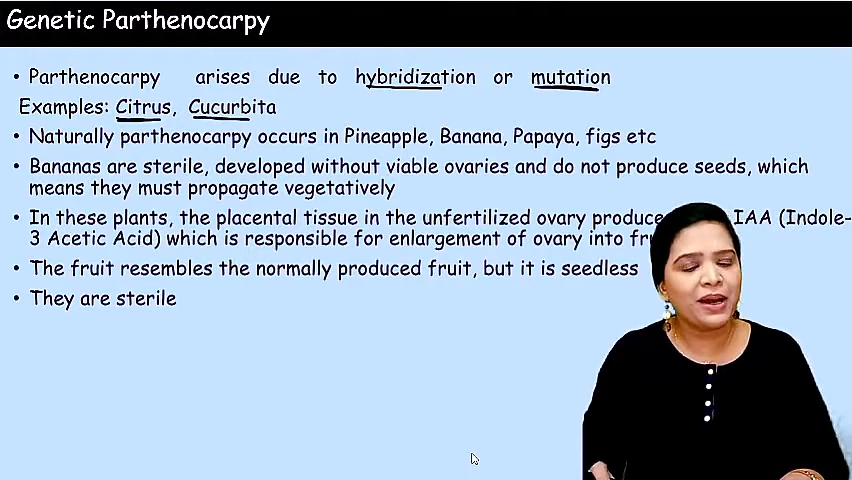 Genetic Parthenocarpy
• Parthenocarpy arises due to hybridization or mutation
Examples: Citrus, Cucurbita
• Naturally parthenocarpy occurs in Pineapple, Banana, Papaya, figs etc
• Bananas are sterile, developed without viable ovaries and do not produce seeds, which
means they must propagate vegetatively
• In these plants, the placental tissue in the unfertilized ovary produce IAA (Indole-
3 Acetic Acid) which is responsible for enlargement of ovary into
• The fruit resembles the normally produced fruit, but it is seedless
• They are sterile